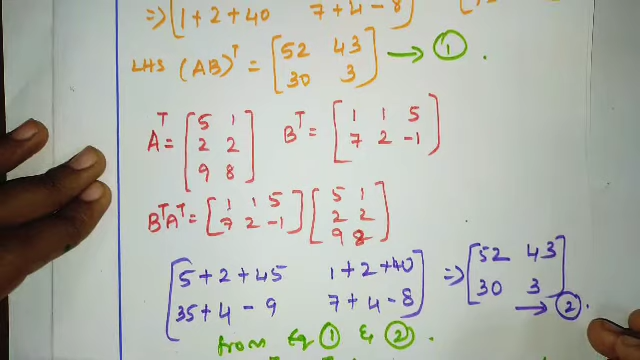 => [1+2+40 7+4-8]
LHS (AB)^T = [52 43 / 30 3] → ①.
A^T = [5 1 / 2 2 / 9 8] B^T = [1 1 5 / 7 2 -1]
B^T A^T = [1 1 5 / 7 2 -1] [5 1 / 2 2 / 9 8]
[5+2+45 1+2+40 / 35+4-9 7+4-8] => [52 43 / 30 3] → ②.
from Eq ① & ②.